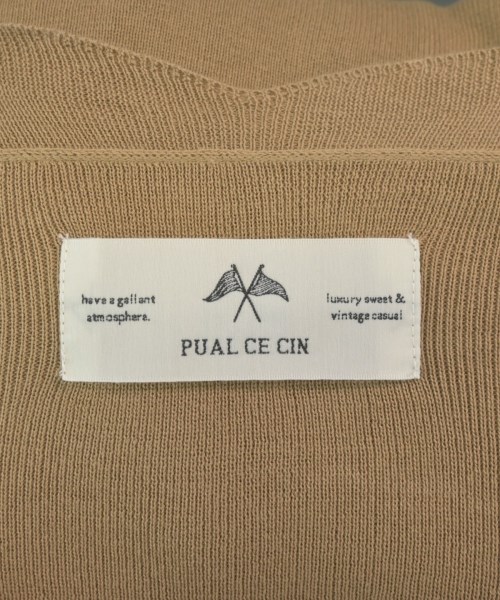 have a gallant
atmosphere.
luxury sweet &
vintage casual
PUAL CE CIN